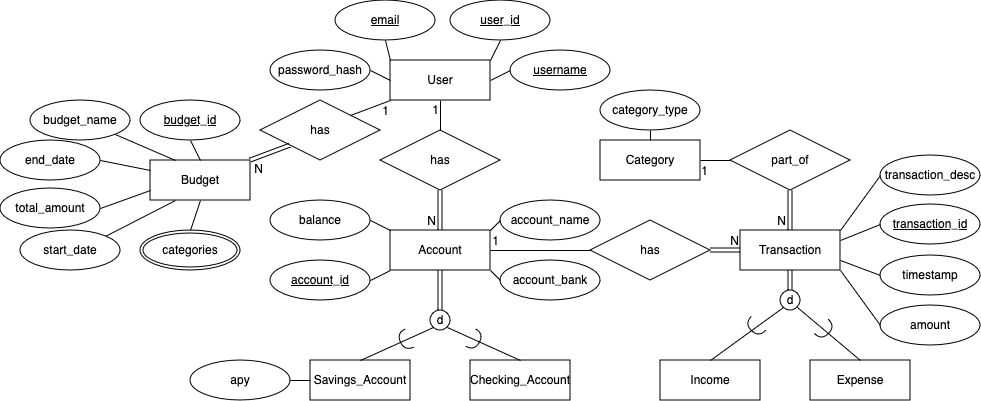 email
user_id
password_hash
User
username
1
1
budget_name
budget_id
has
category_type
end_date
has
Category
1
part_of
N
Budget
transaction_desc
total_amount
balance
N
account_name
N
transaction_id
start_date
categories
Account
1
has
N
Transaction
account_id
account_bank
timestamp
d
d
amount
apy
Savings_Account
Checking_Account
Income
Expense